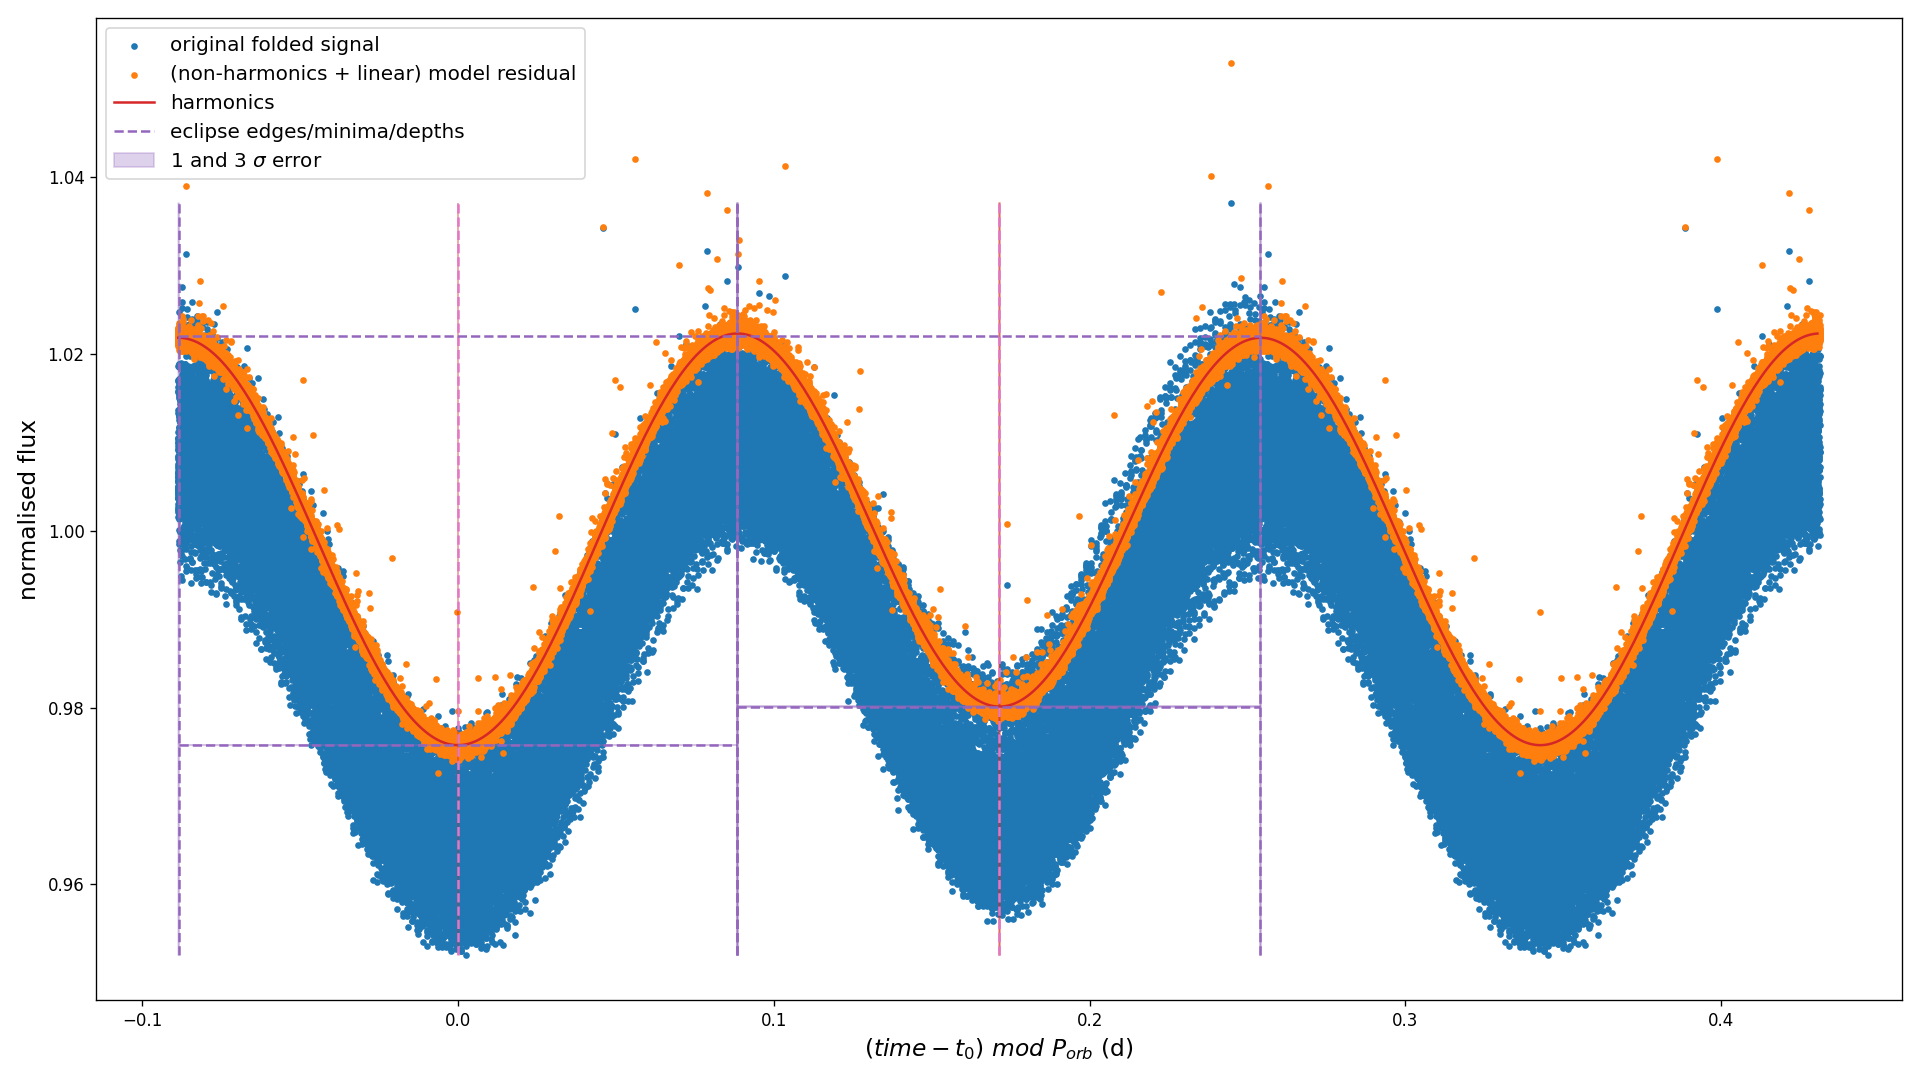 original folded signal
(non-harmonics + linear) model residual
harmonics
eclipse edges/minima/depths
1 and 3 σ error
1.04
1.02
1.00
0.98
0.96
normalised flux
−0.1
0.0
0.1
0.2
0.3
0.4
(time − t₀) mod P_orb (d)